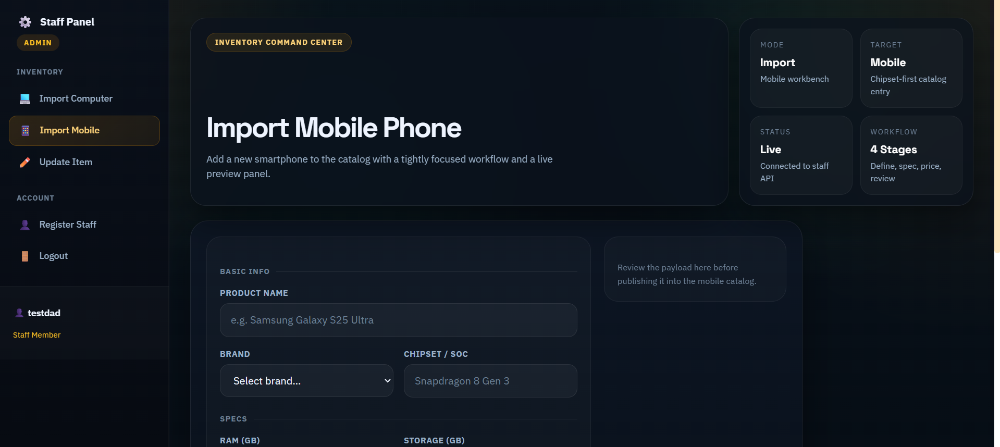 Staff Panel
ADMIN
INVENTORY
Import Computer
Import Mobile
Update Item
ACCOUNT
Register Staff
Logout
testdad
Staff Member
INVENTORY COMMAND CENTER
Import Mobile Phone
Add a new smartphone to the catalog with a tightly focused workflow and a live
preview panel.
MODE
Import
Mobile workbench
TARGET
Mobile
Chipset-first catalog
entry
STATUS
Live
Connected to staff
API
WORKFLOW
4 Stages
Define, spec, price,
review
BASIC INFO
PRODUCT NAME
e.g. Samsung Galaxy S25 Ultra
BRAND
Select brand...
CHIPSET / SOC
Snapdragon 8 Gen 3
SPECS
RAM (GB)
STORAGE (GB)
Review the payload here before
publishing it into the mobile catalog.